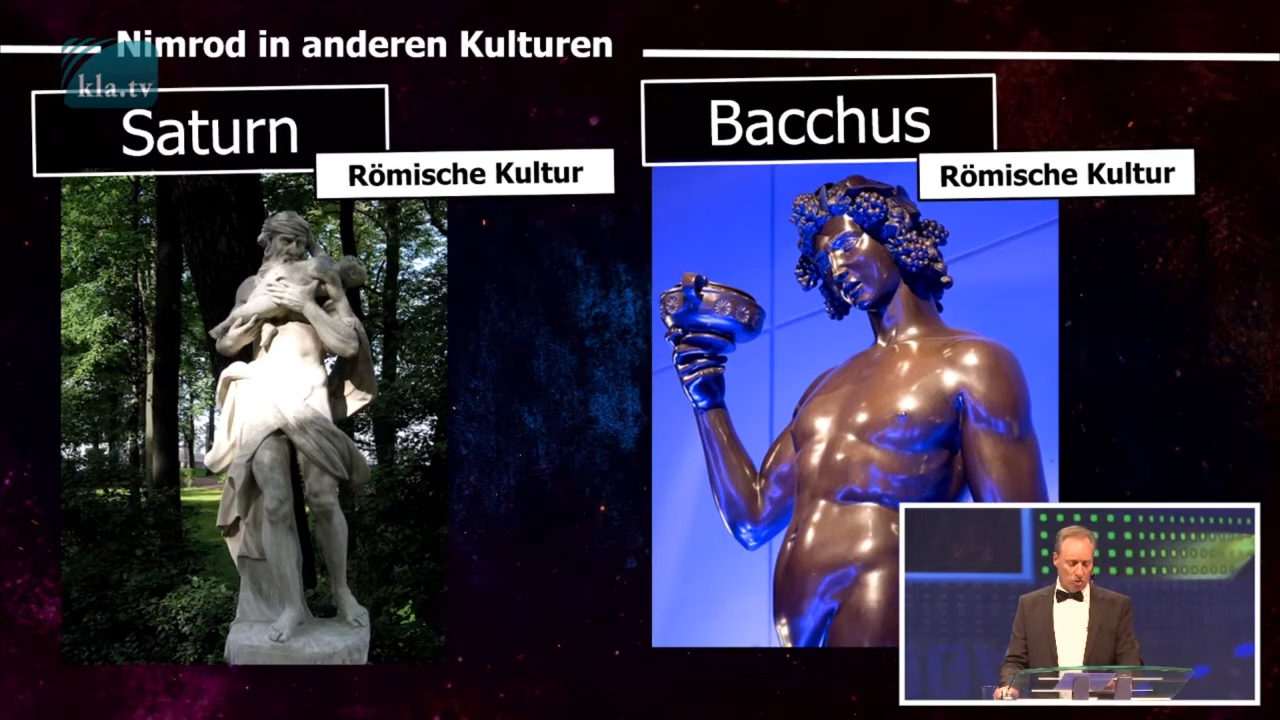 Nimrod in anderen Kulturen
kla.tv
Saturn
Römische Kultur
Bacchus
Römische Kultur